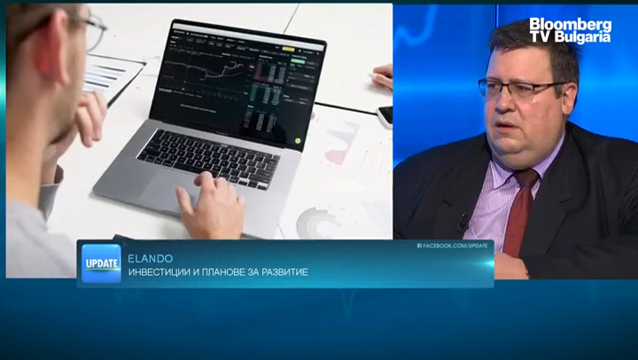 Bloomberg
TV Bulgaria
FACEBOOK.COM/UPDATE
UPDATE
ELANDO
ИНВЕСТИЦИИ И ПЛАНОВЕ ЗА РАЗВИТИЕ